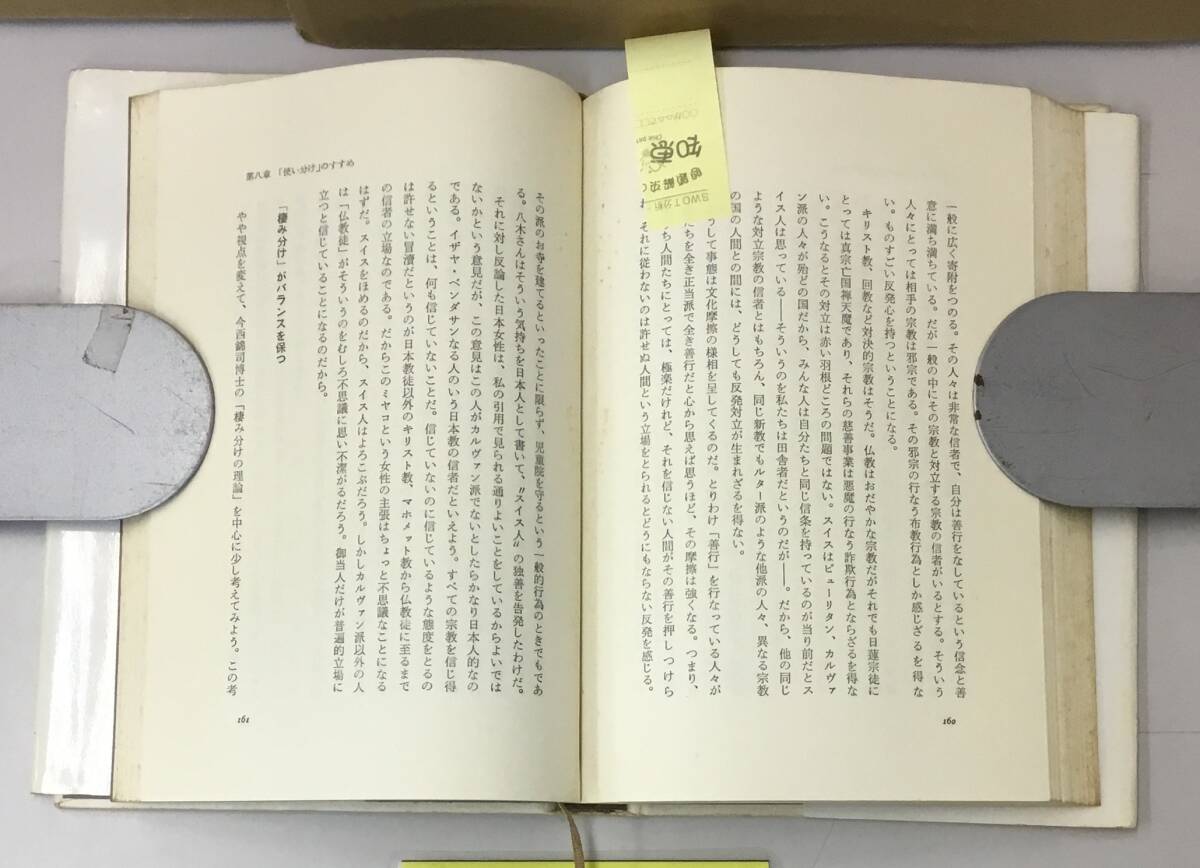 一般に広く寄附をつのる。その人々は非常な信者で、自分は善行をなしているという信念と善
意に満ち満ちている。だが一般の中にその宗教と対立する宗教の信者がいるとする。そういう
人々にとっては相手の宗教は邪宗である。その邪宗の行なう布教行為としか感じざるを得な
い。ものすごい反発心を持つということになる。
キリスト教、回教など対決的宗教はそうだ。仏教はおだやかな宗教だがそれでも日蓮宗徒に
とっては真宗亡国禅天魔であり、それらの慈善事業は悪魔の行なう詐欺行為とならざるを得な
い。こうなるとその対立は赤い羽根どころの問題ではない。スイスはピューリタン、カルヴァ
ン派の人々が殆どの国だから、みんな人は自分たちと同じ信条を持っているのが当り前だとス
イス人は思っている――そういうのを私たちは田舎者だというのだが――。だから、他の同じ
ような対立宗教の信者とはもちろん、同じ新教でもルター派のような他派の人々、異なる宗教
の国の人間との間には、どうしても反発対立が生まれざるを得ない。
うして事態は文化摩擦の様相を呈してくるのだ。とりわけ「善行」を行なっている人々が
たちを全き正当派で全き善行だと心から思えば思うほど、その摩擦は強くなる。つまり、
ち人間たちにとっては、極楽だけれど、それを信じない人間がその善行を押しつけら
れ、それに従わないのは許せぬ人間という立場をとられるとどうにもならない反発を感じる。
160
SWOT分析
知恵
第八章 「使い分け」のすすめ
その派のお寺を建てるといったことに限らず、児童院を守るという一般的行為のときでもであ
る。八木さんはそういう気持ちを日本人として書いて、〝スイス人〟の独善を告発したわけだ。
それに対し反論した日本女性は、私の引用で見られる通りよいことをしているからよいでは
ないかという意見だが、この意見はこの人がカルヴァン派でないとしたらかなり日本人的なの
である。イザヤ・ベンダサンなる人のいう日本教の信者だといえよう。すべての宗教を信じ得
るということは、何も信じていないことだ。信じていないのに信じているような態度をとるの
は許せない冒瀆だというのが日本教徒以外のキリスト教、マホメット教から仏教徒に至るまで
の信者の立場なのである。だからこのミヤコという女性の主張はちょっと不思議なことになる
はずだ。スイスをほめるのだから、スイス人はよろこぶだろう。しかしカルヴァン派以外の人
は「仏教徒」がそういうのをむしろ不思議に思い不潔がるだろう。御当人だけが普遍的立場に
立つと信じていることになるのだから。
「棲み分け」がバランスを保つ
やや視点を変えて、今西錦司博士の「棲み分けの理論」を中心に少し考えてみよう。この考
161